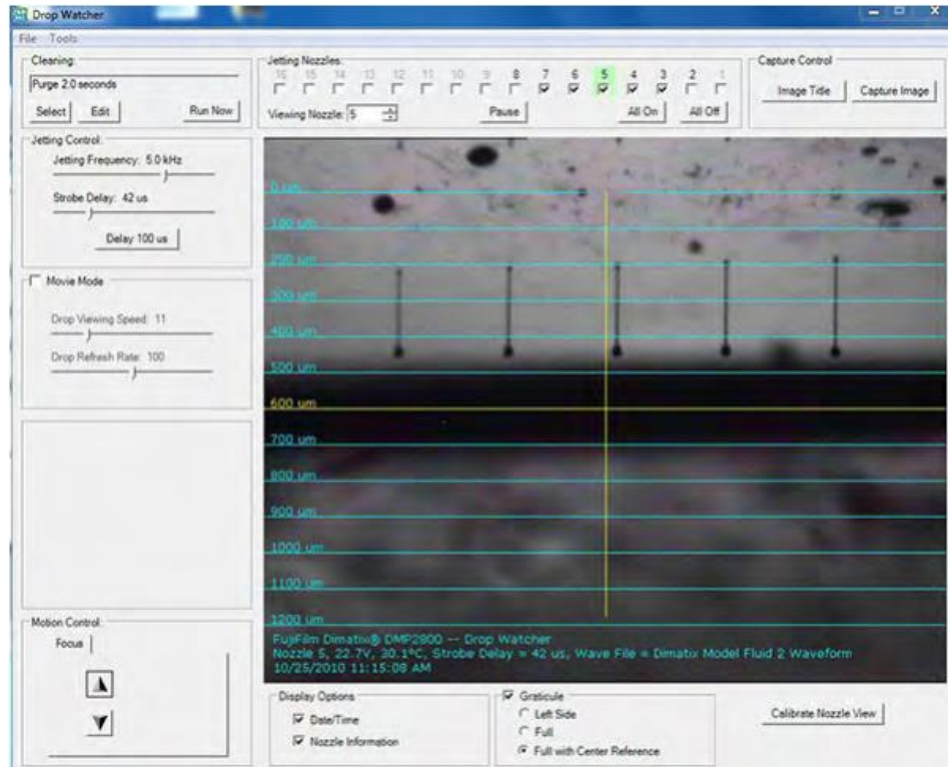 Drop Watcher
File Tools
Cleaning:
Purge 2.0 seconds
Select Edit Run Now
Jetting Nozzles:
16 15 14 13 12 11 10 9 8 7 6 5 4 3 2 1
Viewing Nozzle: 5 Pause All On All Off
Capture Control
Image Title Capture Image
Jetting Control:
Jetting Frequency: 5.0 kHz
Strobe Delay: 42 us
Delay 100 us
Movie Mode
Drop Viewing Speed: 11
Drop Refresh Rate: 100
Motion Control:
Focus
0 um
100 um
200 um
300 um
400 um
500 um
600 um
700 um
800 um
900 um
1000 um
1100 um
1200 um
FujiFilm Dimatix® DMP2800 -- Drop Watcher
Nozzle 5, 22.7V, 30.1°C, Strobe Delay = 42 us, Wave File = Dimatix Model Fluid 2 Waveform
10/25/2010 11:15:08 AM
Display Options
Date/Time
Nozzle Information
Graticule
Left Side
Full
Full with Center Reference
Calibrate Nozzle View